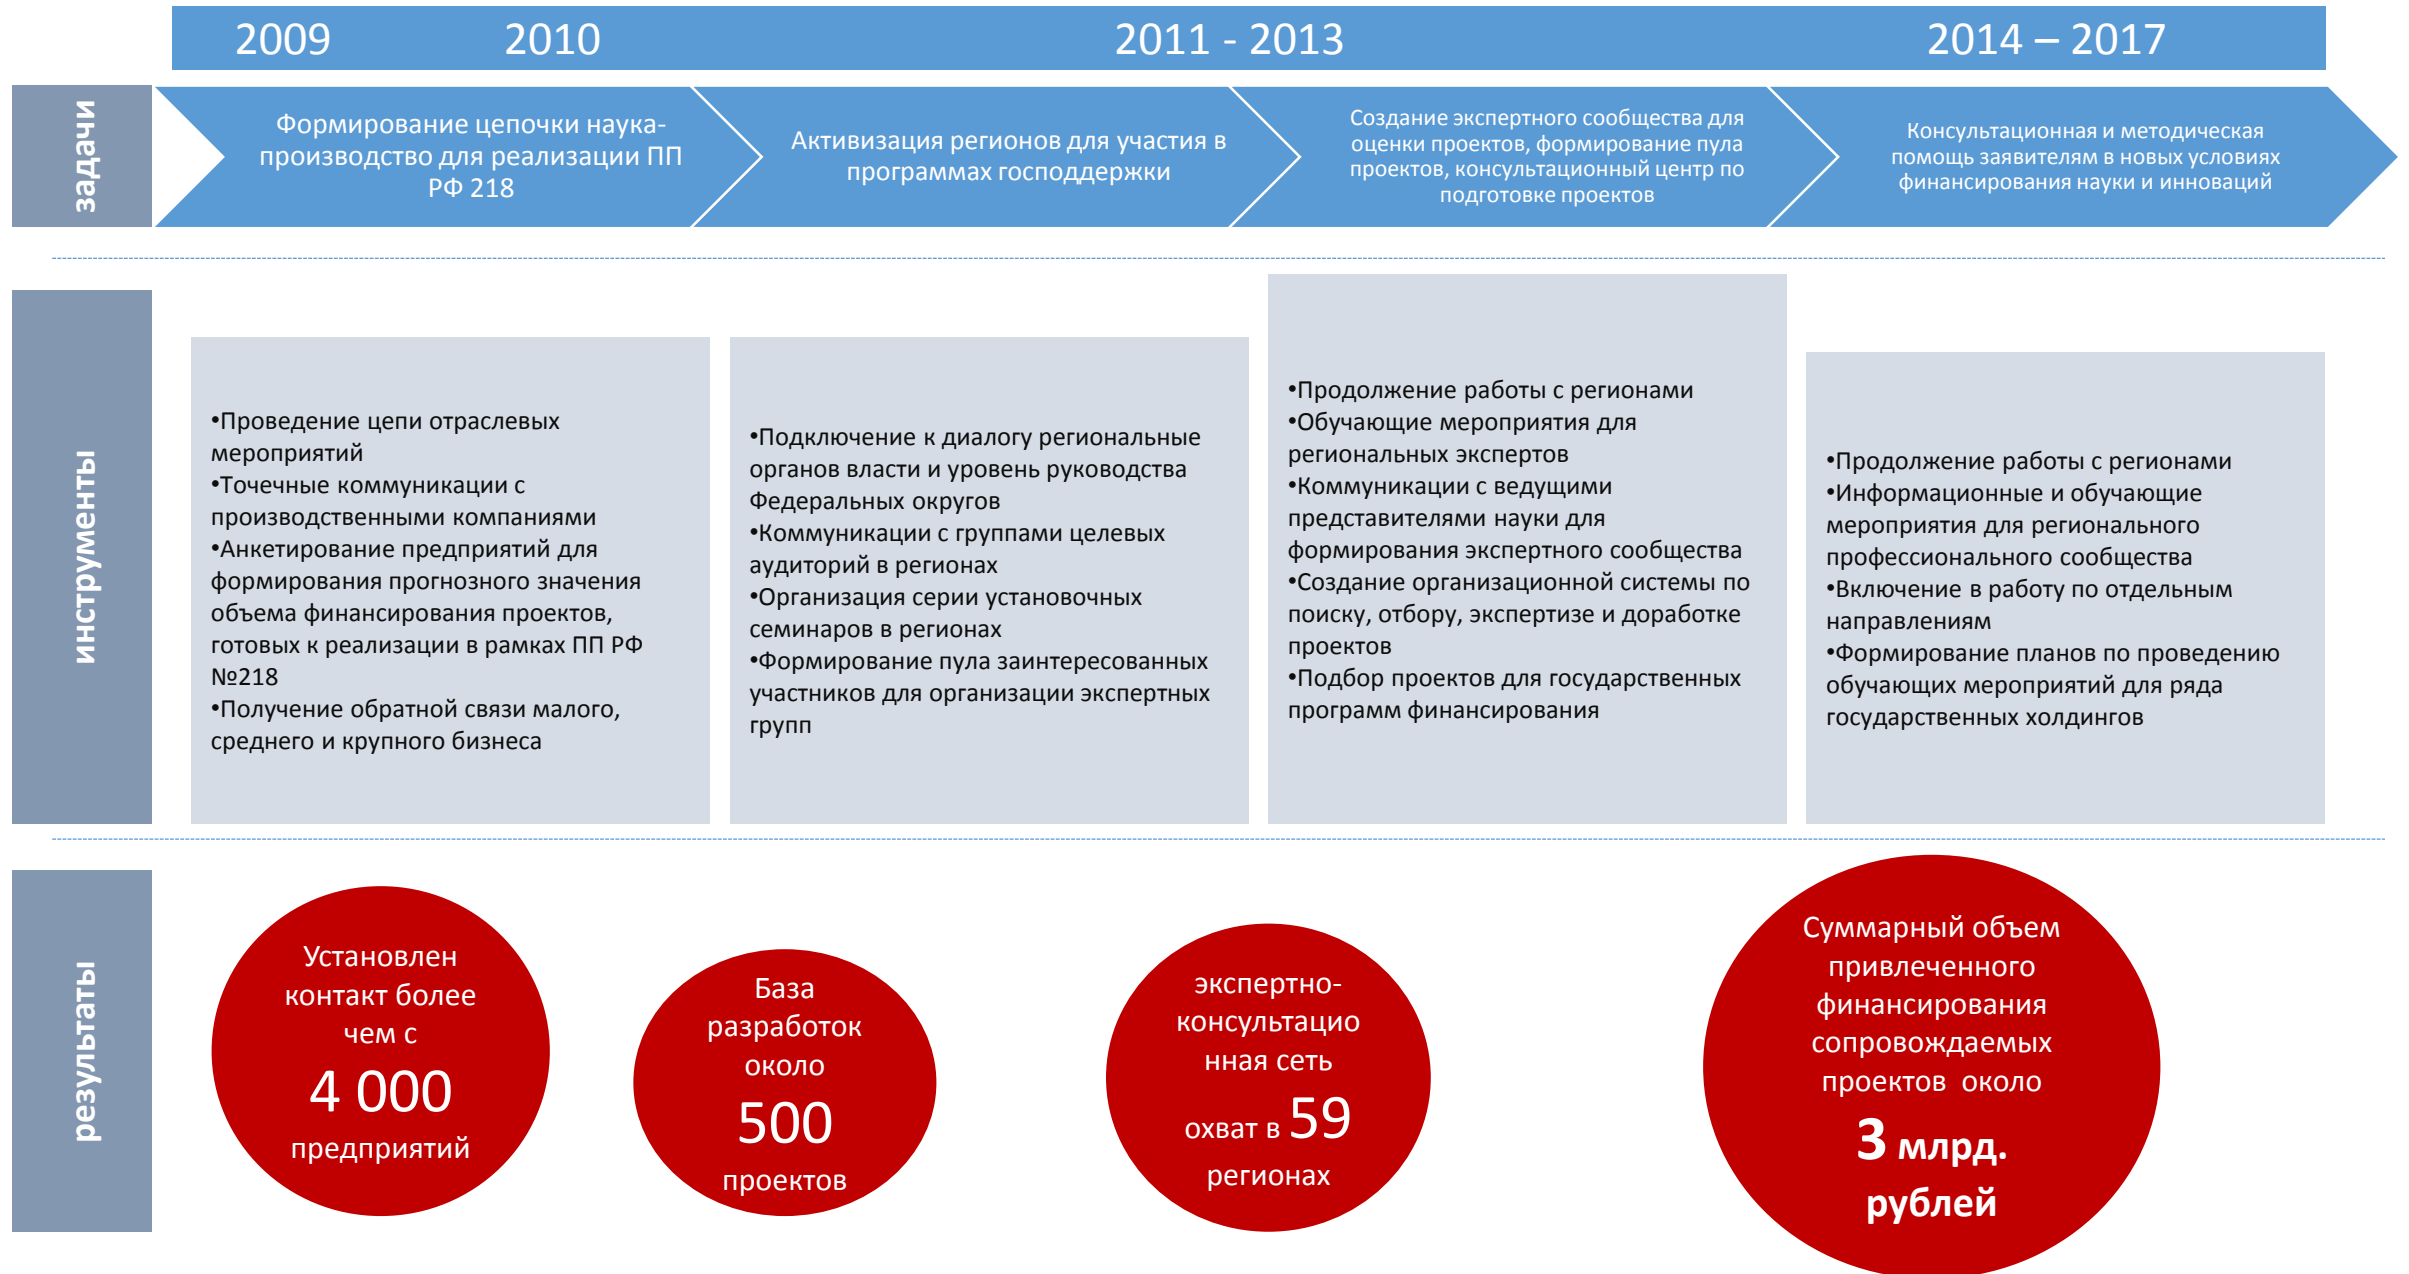 2009 2010 2011 - 2013 2014 – 2017
задачи
Формирование цепочки наука-
производство для реализации ПП
РФ 218
Активизация регионов для участия в
программах господдержки
Создание экспертного сообщества для
оценки проектов, формирование пула
проектов, консультационный центр по
подготовке проектов
Консультационная и методическая
помощь заявителям в новых условиях
финансирования науки и инноваций
инструменты
•Проведение цепи отраслевых
мероприятий
•Точечные коммуникации с
производственными компаниями
•Анкетирование предприятий для
формирования прогнозного значения
объема финансирования проектов,
готовых к реализации в рамках ПП РФ
№218
•Получение обратной связи малого,
среднего и крупного бизнеса
•Подключение к диалогу региональные
органов власти и уровень руководства
Федеральных округов
•Коммуникации с группами целевых
аудиторий в регионах
•Организация серии установочных
семинаров в регионах
•Формирование пула заинтересованных
участников для организации экспертных
групп
•Продолжение работы с регионами
•Обучающие мероприятия для
региональных экспертов
•Коммуникации с ведущими
представителями науки для
формирования экспертного сообщества
•Создание организационной системы по
поиску, отбору, экспертизе и доработке
проектов
•Подбор проектов для государственных
программ финансирования
•Продолжение работы с регионами
•Информационные и обучающие
мероприятия для регионального
профессионального сообщества
•Включение в работу по отдельным
направлениям
•Формирование планов по проведению
обучающих мероприятий для ряда
государственных холдингов
результаты
Установлен
контакт более
чем с
4 000
предприятий
База
разработок
около
500
проектов
экспертно-
консультацио
нная сеть
охват в 59
регионах
Суммарный объем
привлеченного
финансирования
сопровождаемых
проектов около
3 млрд.
рублей